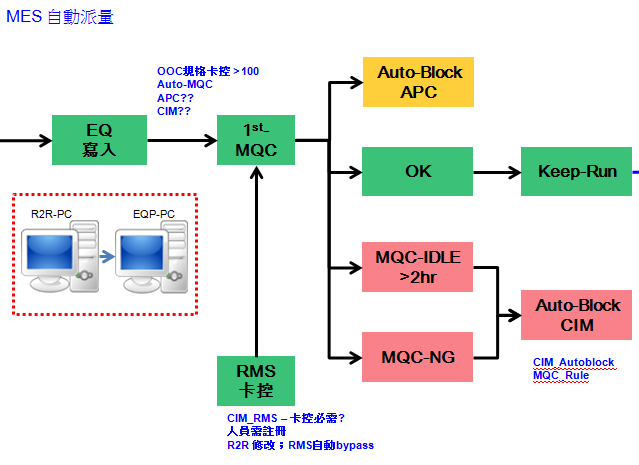 MES 自動派量
OOC規格卡控 >100
Auto-MQC
APC??
CIM??
EQ
寫入
1st–
MQC
Auto-Block
APC
OK
Keep-Run
R2R-PC
EQP-PC
MQC-IDLE
>2hr
Auto-Block
CIM
MQC-NG
CIM_Autoblock
MQC_Rule
RMS
卡控
CIM_RMS – 卡控必需?
人員需註冊
R2R 修改；RMS自動bypass